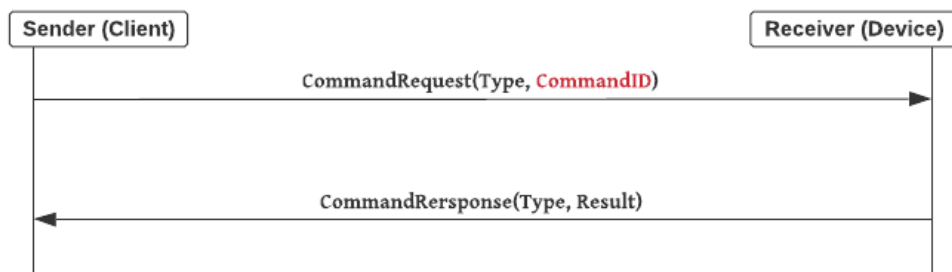 Sender (Client)
Receiver (Device)
CommandRequest(Type, CommandID)
CommandRersponse(Type, Result)